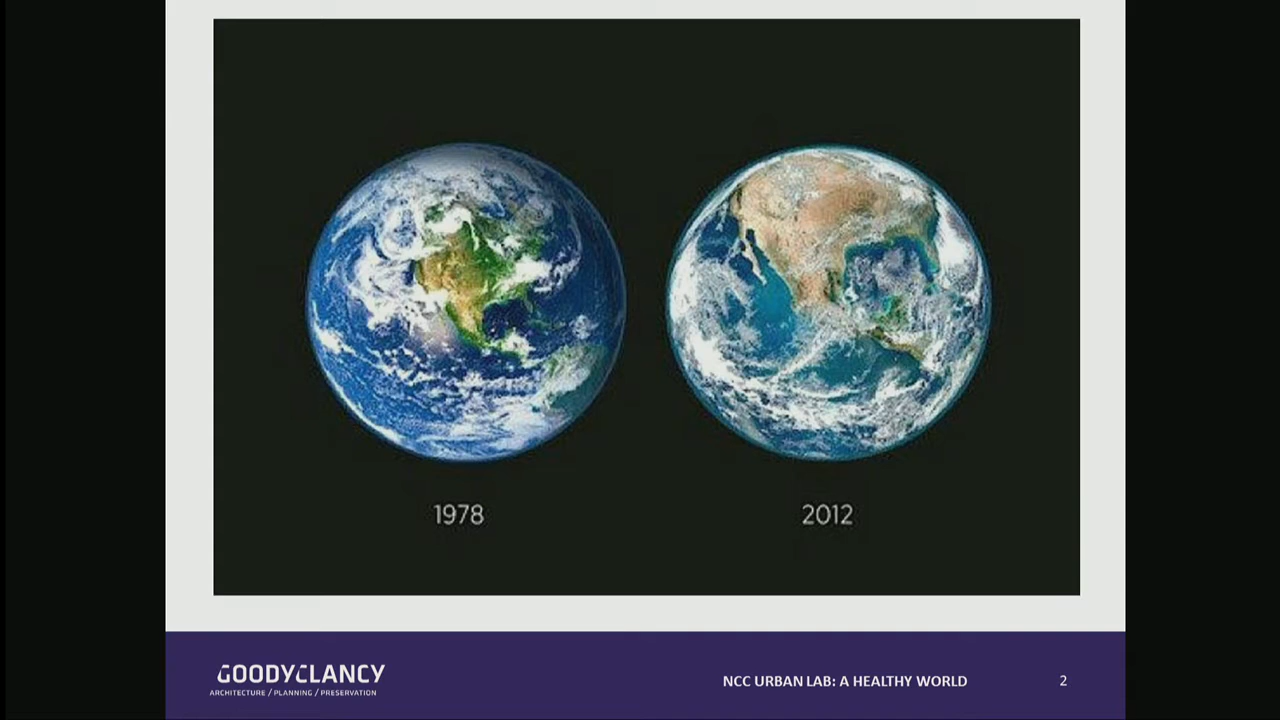 1978
2012
GOODYCLANCY
ARCHITECTURE / PLANNING / PRESERVATION
NCC URBAN LAB: A HEALTHY WORLD
2